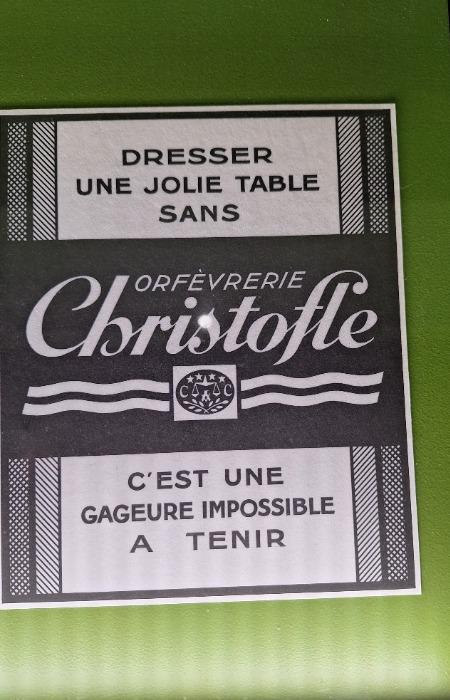 DRESSER
UNE JOLIE TABLE
SANS
ORFÈVRERIE
Christofle
C C
C'EST UNE
GAGEURE IMPOSSIBLE
A TENIR